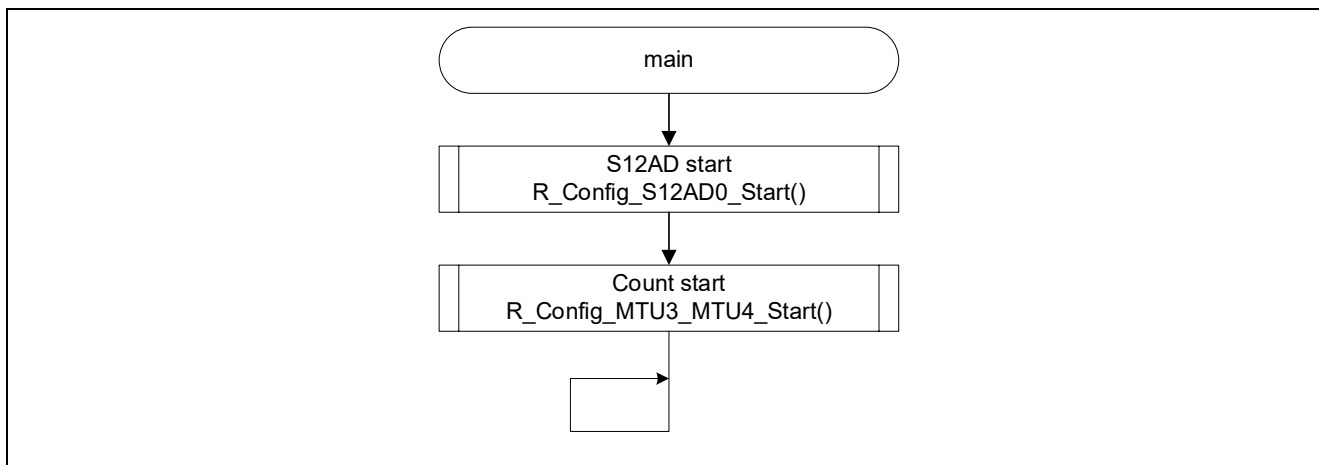 main
S12AD start
R_Config_S12AD0_Start()
Count start
R_Config_MTU3_MTU4_Start()